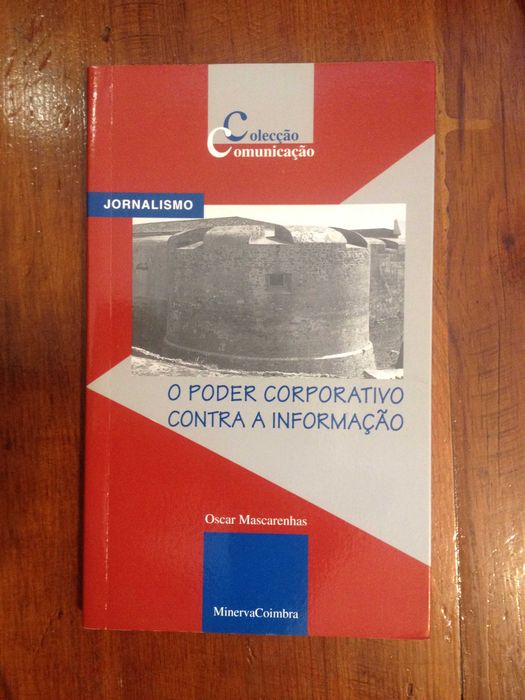 Colecção
Comunicação
JORNALISMO
O PODER CORPORATIVO
CONTRA A INFORMAÇÃO
Oscar Mascarenhas
MinervaCoimbra